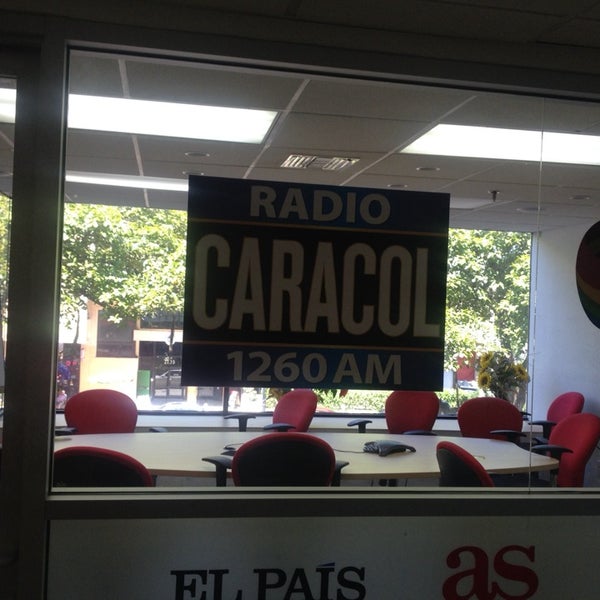 RADIO
CARACOL
1260 AM
EL PAÍS
as